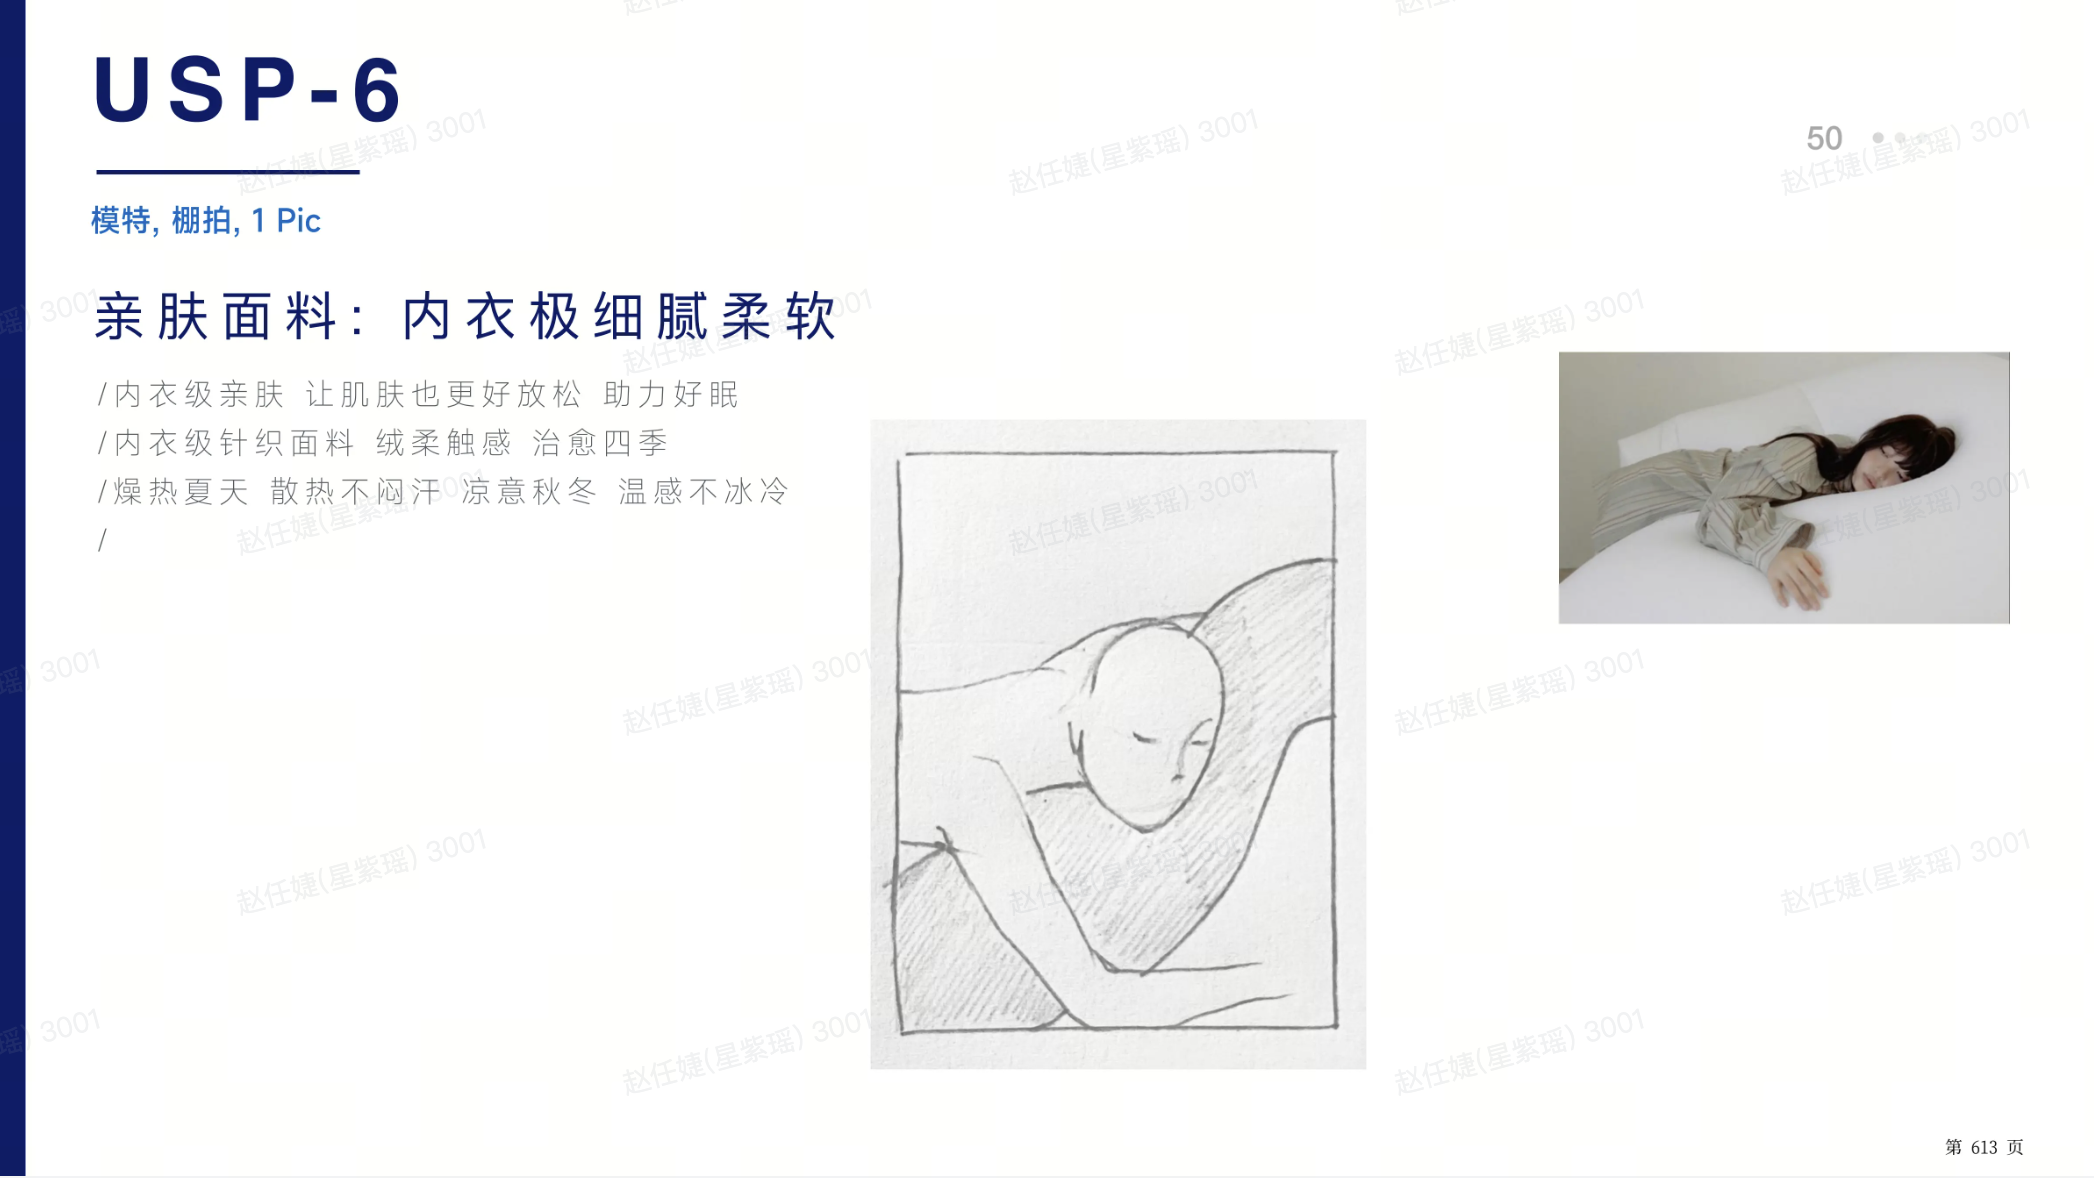 USP-6
50
模特, 棚拍, 1 Pic
亲肤面料: 内衣极细腻柔软
/内衣级亲肤 让肌肤也更好放松 助力好眠
/内衣级针织面料 绒柔触感 治愈四季
/燥热夏天 散热不闷汗 凉意秋冬 温感不冰冷
/
赵任婕(星紫瑶) 3001
第 613 页